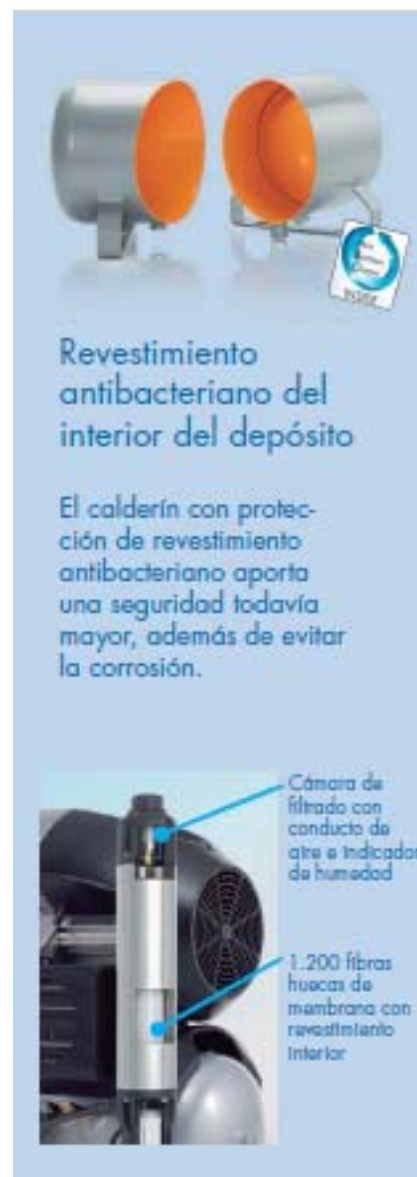 Revestimiento
antibacteriano del
interior del depósito
El calderín con protec-
ción de revestimiento
antibacteriano aporta
una seguridad todavía
mayor, además de evitar
la corrosión.
Cámara de
filtrado con
conducto de
aire e indicador
de humedad
1.200 fibras
huecas de
membrana con
revestimiento
interior